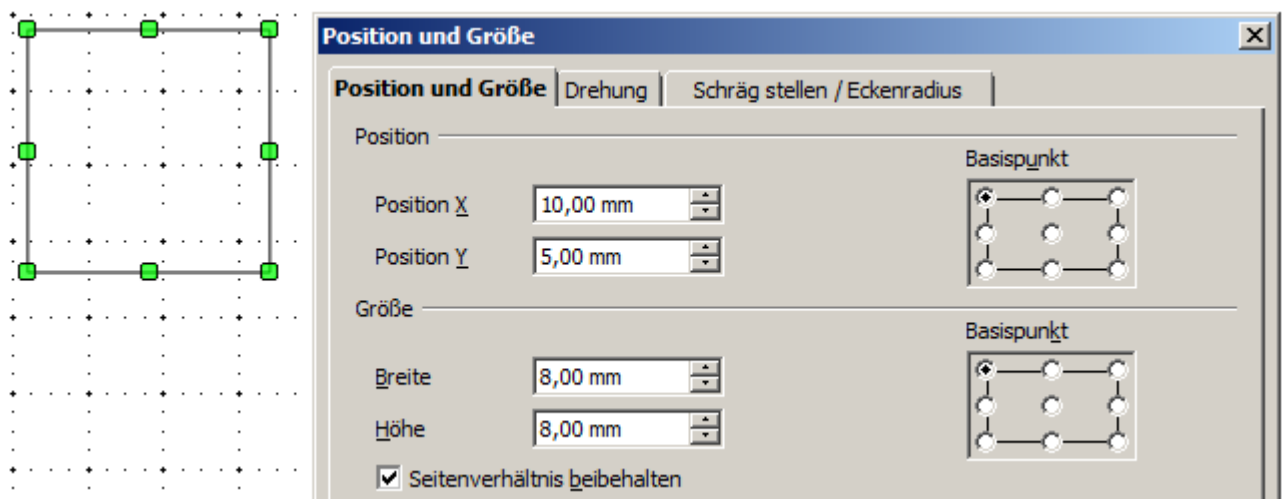 Position und Größe
Position und Größe Drehung Schräg stellen / Eckenradius
Position
Basispunkt
Position X 10,00 mm
Position Y 5,00 mm
Größe
Basispunkt
Breite 8,00 mm
Höhe 8,00 mm
Seitenverhältnis beibehalten